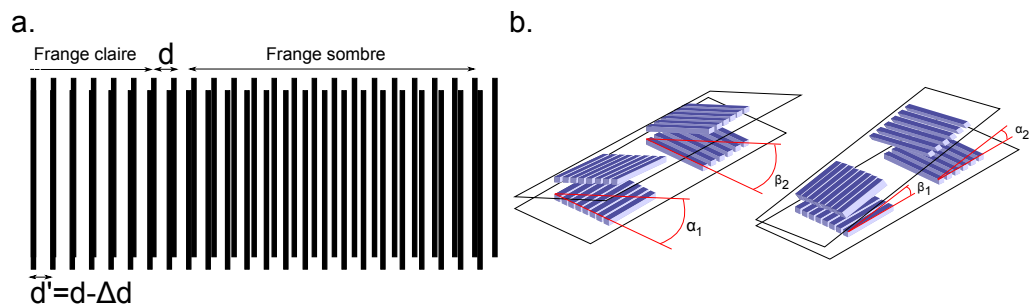 a.
Frange claire
d
Frange sombre
d'=d-Δd
b.
β₂
α₁
α₂
β₁